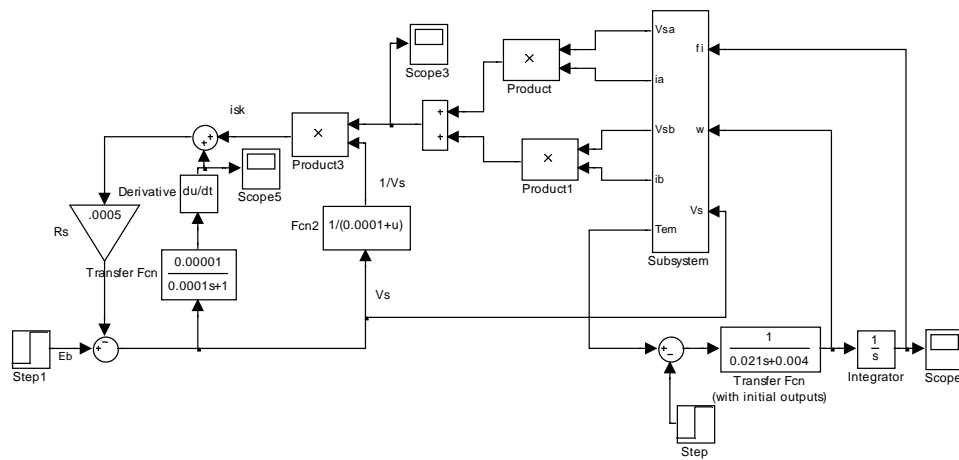 Vsa
fi
Scope3
Product
ia
isk
+
+
Vsb
w
+
+
Product3
Product1
ib
Derivative
du/dt
Scope5
1/Vs
.0005
Fcn2
1/(0.0001+u)
Vs
Rs
Tem
Subsystem
Transfer Fcn
0.00001
0.0001s+1
Vs
Eb
Step1
1
0.021s+0.004
1
s
Transfer Fcn
(with initial outputs)
Integrator
Scope
Step